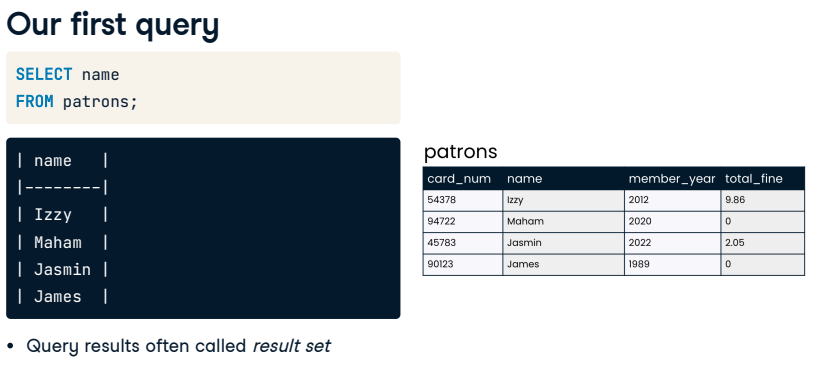 Our first query
SELECT name
FROM patrons;
| name   |
|--------|
| Izzy   |
| Maham  |
| Jasmin |
| James  |
patrons
card_num name member_year total_fine
54378 Izzy 2012 9.86
94722 Maham 2020 0
45783 Jasmin 2022 2.05
90123 James 1989 0
• Query results often called result set